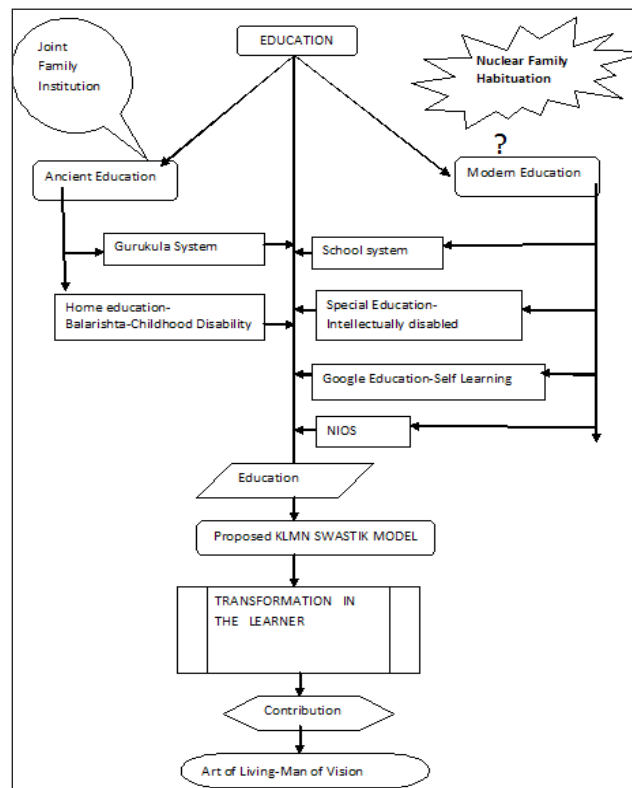 Joint
Family
Institution
EDUCATION
Nuclear Family
Habituation
?
Ancient Education
Modern Education
Gurukula System
School system
Home education-
Balarishta-Childhood Disability
Special Education-
Intellectually disabled
Google Education-Self Learning
NIOS
Education
Proposed KLMN SWASTIK MODEL
TRANSFORMATION IN
THE LEARNER
Contribution
Art of Living-Man of Vision